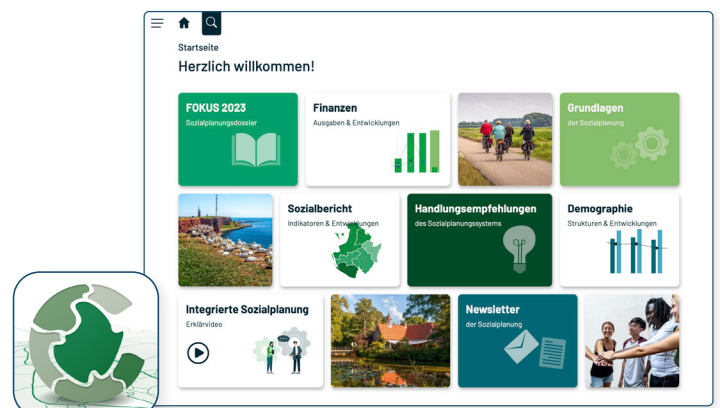 Startseite
Herzlich willkommen!
FOKUS 2023
Sozialplanungsdossier
Finanzen
Ausgaben & Entwicklungen
Grundlagen
der Sozialplanung
Sozialbericht
Indikatoren & Entwicklungen
Handlungsempfehlungen
des Sozialplanungssystems
Demographie
Strukturen & Entwicklungen
Integrierte Sozialplanung
Erklärvideo
Newsletter
der Sozialplanung